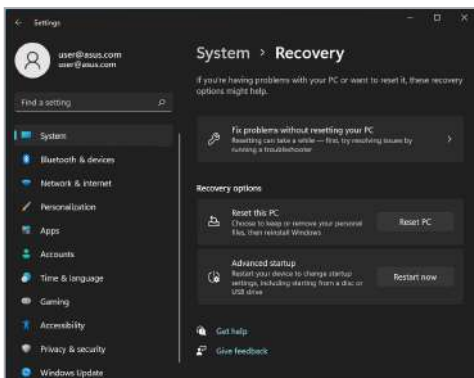 Settings
user@asus.com
user@asus.com
Find a setting
System
Bluetooth & devices
Network & internet
Personalization
Apps
Accounts
Time & language
Gaming
Accessibility
Privacy & security
Windows Update
System > Recovery
If you're having problems with your PC or want to reset it, these recovery
options might help.
Fix problems without resetting your PC
Resetting can take a while — first, try resolving issues by
running a troubleshooter
Recovery options
Reset this PC
Choose to keep or remove your personal
files, then reinstall Windows
Reset PC
Advanced startup
Restart your device to change startup
settings, including starting from a disc or
USB drive
Restart now
Get help
Give feedback